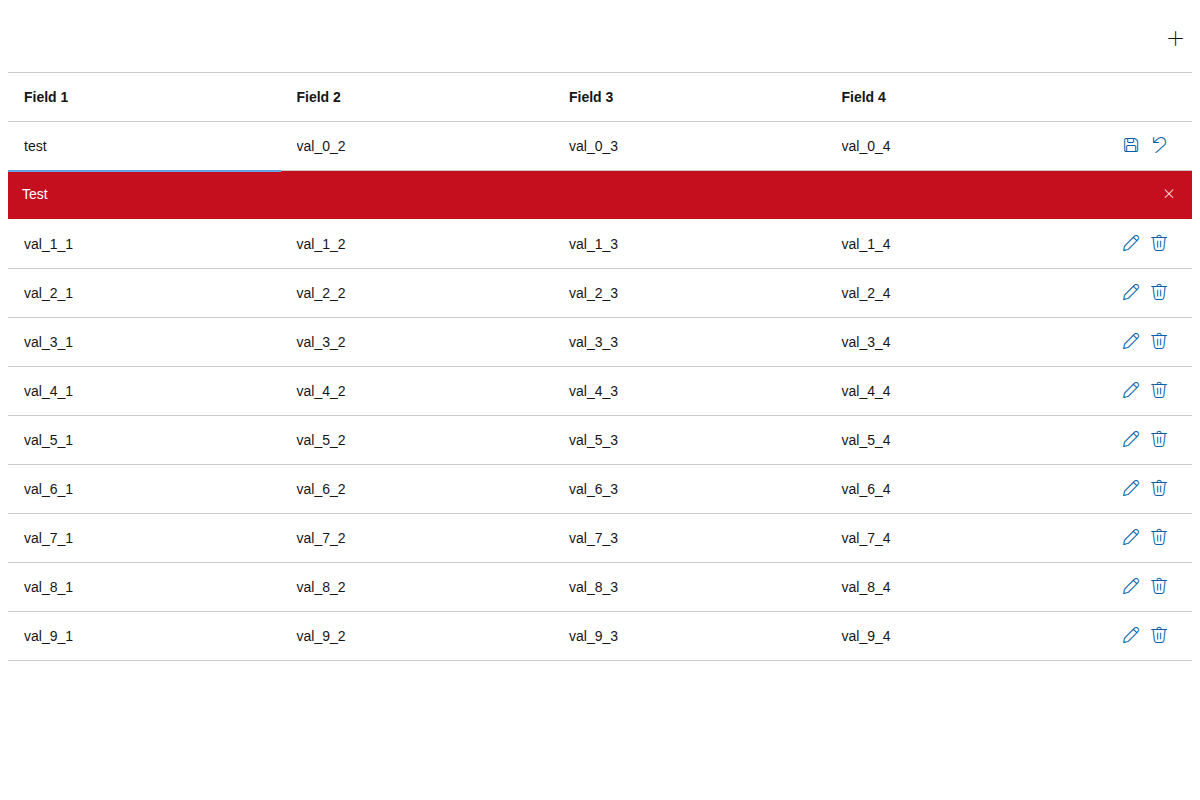 Field 1 Field 2 Field 3 Field 4
test val_0_2 val_0_3 val_0_4
Test
val_1_1 val_1_2 val_1_3 val_1_4
val_2_1 val_2_2 val_2_3 val_2_4
val_3_1 val_3_2 val_3_3 val_3_4
val_4_1 val_4_2 val_4_3 val_4_4
val_5_1 val_5_2 val_5_3 val_5_4
val_6_1 val_6_2 val_6_3 val_6_4
val_7_1 val_7_2 val_7_3 val_7_4
val_8_1 val_8_2 val_8_3 val_8_4
val_9_1 val_9_2 val_9_3 val_9_4